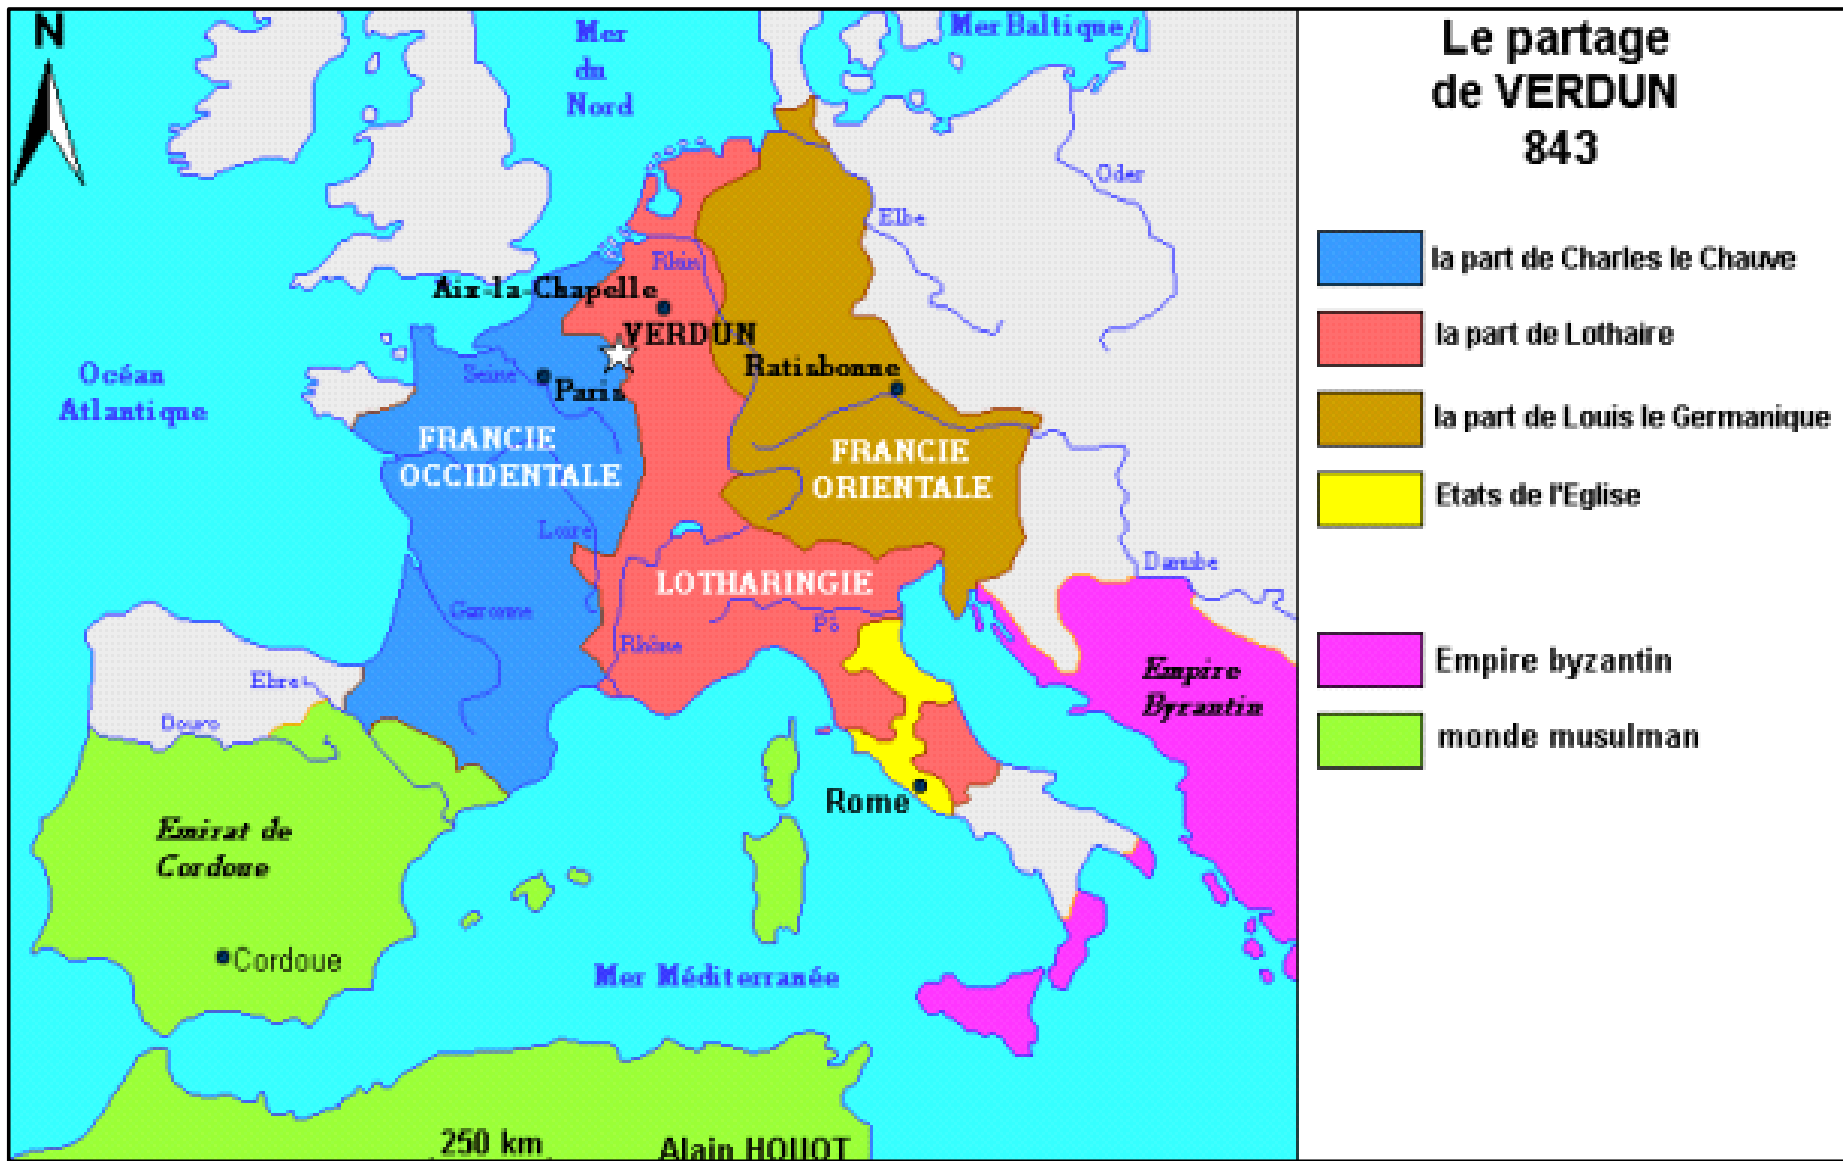 N
Mer
du
Nord
Mer Baltique
Oder
Elbe
Rhin
Aix-la-Chapelle
VERDUN
Ratisbonne
Océan
Atlantique
Seine
Paris
FRANCIE
OCCIDENTALE
FRANCIE
ORIENTALE
Loire
Danube
LOTHARINGIE
Garonne
Pô
Rhône
Ebre
Douro
Empire
Byzantin
Rome
Emirat de
Cordoue
Cordoue
Mer Méditerranée
250 km
Alain HOUOT
Le partage
de VERDUN
843
la part de Charles le Chauve
la part de Lothaire
la part de Louis le Germanique
Etats de l'Eglise
Empire byzantin
monde musulman